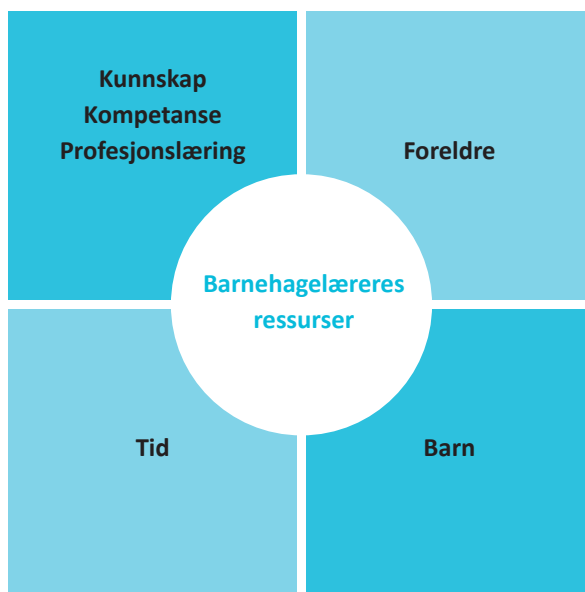 Kunnskap
Kompetanse
Profesjonslæring
Foreldre
Barnehagelæreres
ressurser
Tid
Barn